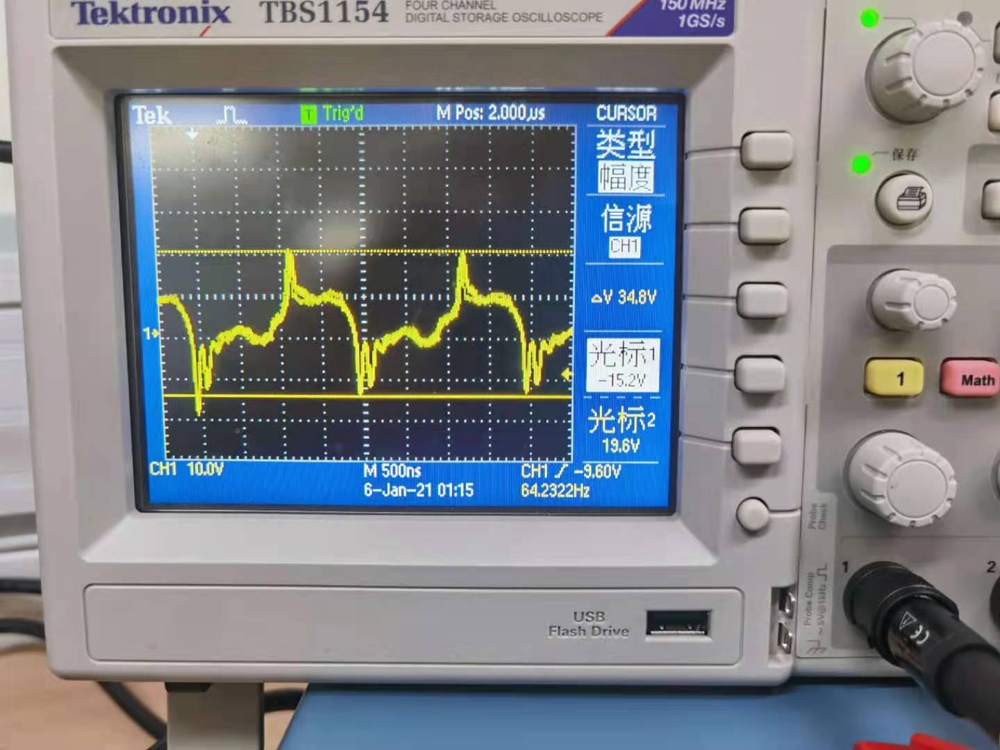 Tektronix TBS1154 FOUR CHANNEL
DIGITAL STORAGE OSCILLOSCOPE
150 MHz
1GS/s
Tek
T Trig'd
M Pos: 2.000µs
CURSOR
类型
幅度
信源
CH1
△V 34.8V
光标1
-15.2V
光标2
19.6V
1
CH1 10.0V
M 500ns
CH1 ∕ -9.60V
6-Jan-21 01:15
64.2322Hz
保存
1
Math
Probe
Check
1
2
Probe Comp
~5V@1kHz
CE
USB
Flash Drive